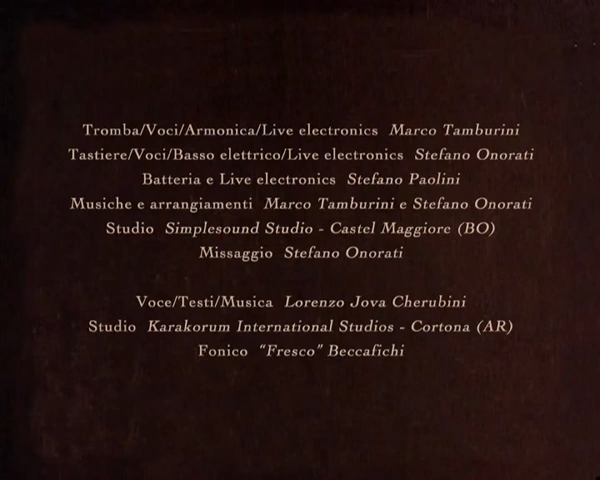 Tromba/Voci/Armonica/Live electronics Marco Tamburini
Tastiere/Voci/Basso elettrico/Live electronics Stefano Onorati
Batteria e Live electronics Stefano Paolini
Musiche e arrangiamenti Marco Tamburini e Stefano Onorati
Studio Simplesound Studio - Castel Maggiore (BO)
Missaggio Stefano Onorati
Voce/Testi/Musica Lorenzo Jova Cherubini
Studio Karakorum International Studios - Cortona (AR)
Fonico “Fresco” Beccafichi